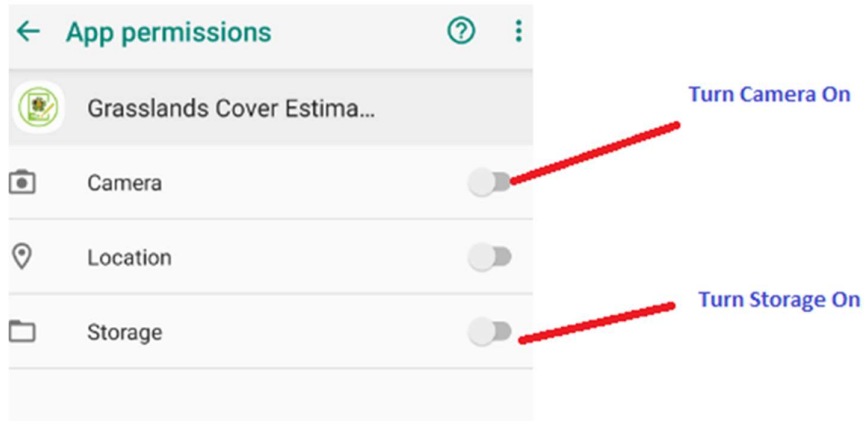 App permissions
Grasslands Cover Estima...
Turn Camera On
Camera
Location
Turn Storage On
Storage